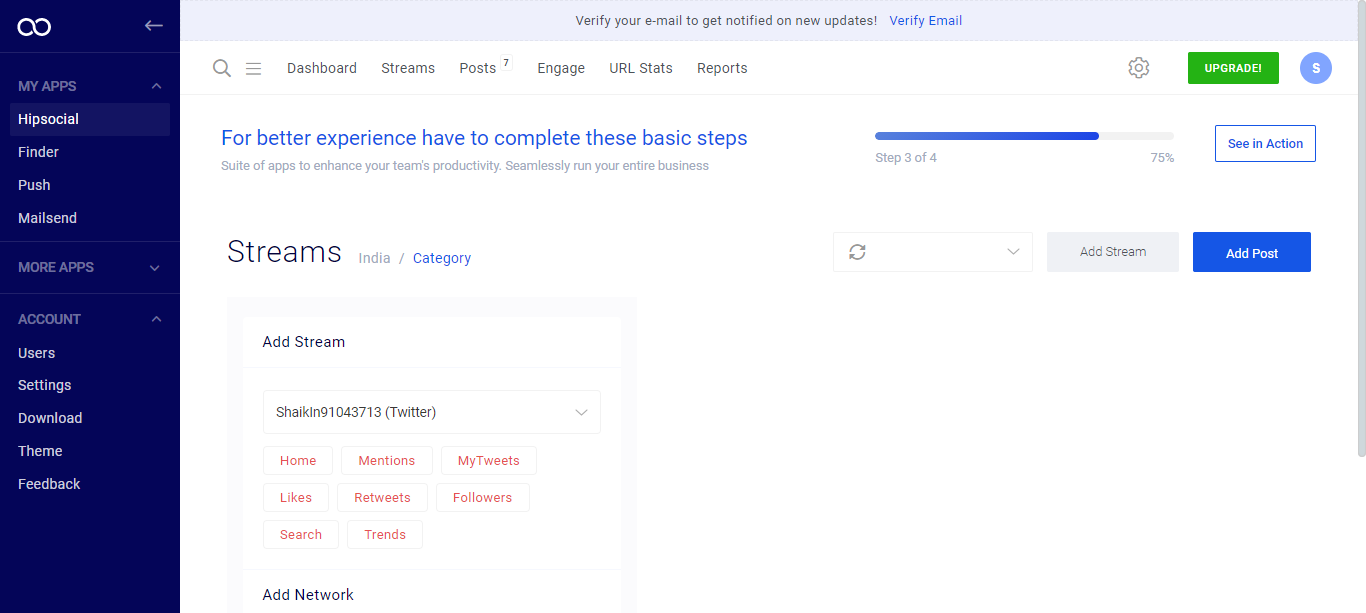 Verify your e-mail to get notified on new updates! Verify Email
MY APPS
Hipsocial
Finder
Push
Mailsend
MORE APPS
ACCOUNT
Users
Settings
Download
Theme
Feedback
Dashboard Streams Posts 7 Engage URL Stats Reports UPGRADE! S
For better experience have to complete these basic steps
Suite of apps to enhance your team's productivity. Seamlessly run your entire business
Step 3 of 4 75%
See in Action
Streams India / Category
Add Stream Add Post
Add Stream
ShaikIn91043713 (Twitter)
Home Mentions MyTweets
Likes Retweets Followers
Search Trends
Add Network